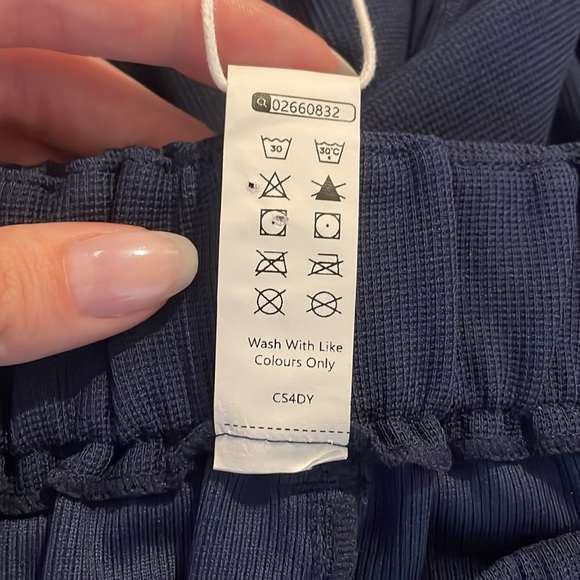 02660832
30 30°C
Wash With Like
Colours Only
CS4DY